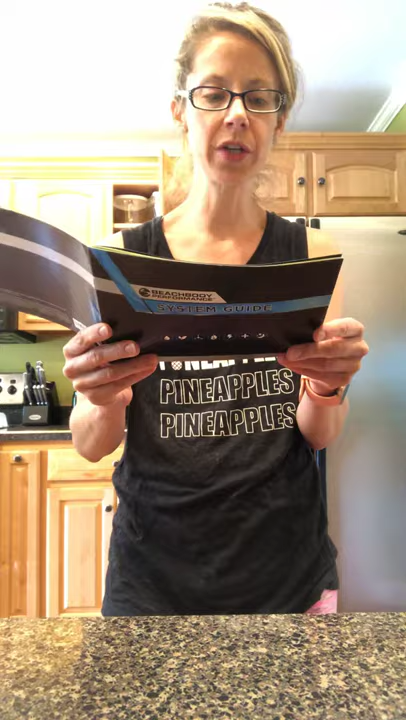 BEACHBODY
PERFORMANCE
SYSTEM GUIDE
PINEAPPLES
PINEAPPLES